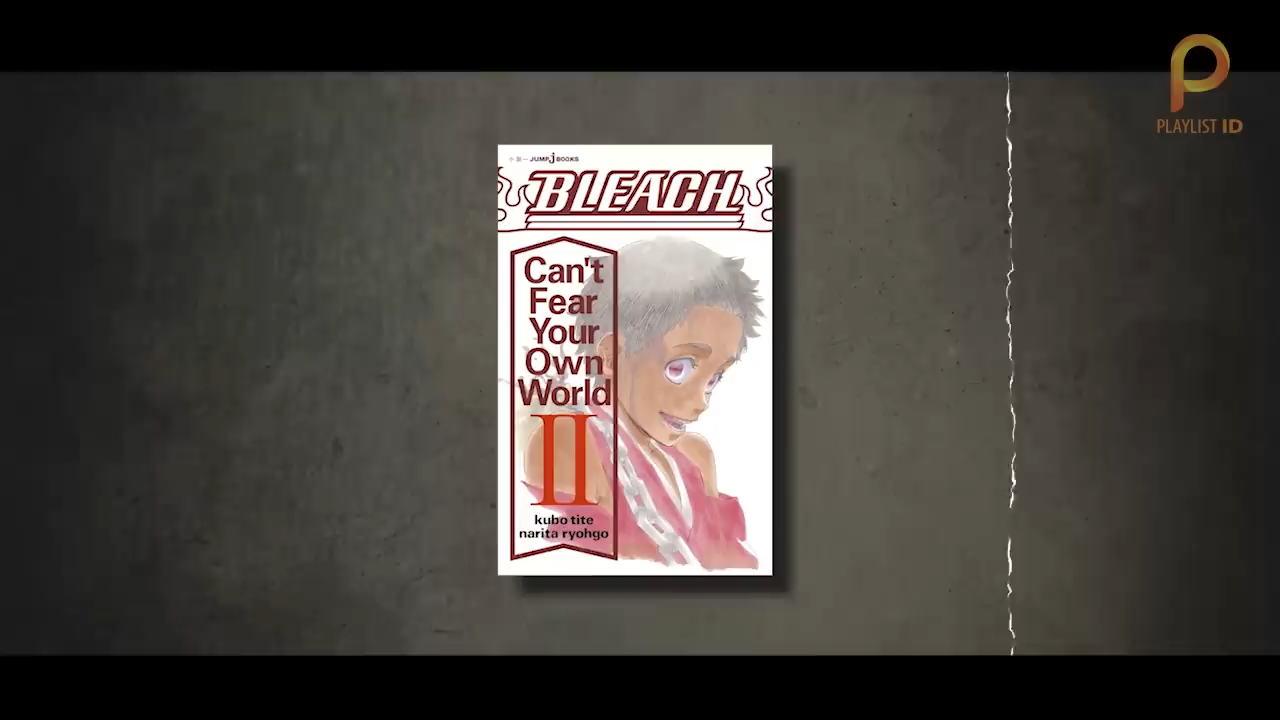 PLAYLIST ID
JUMP j BOOKS
BLEACH
Can't
Fear
Your
Own
World
II
kubo tite
narita ryohgo